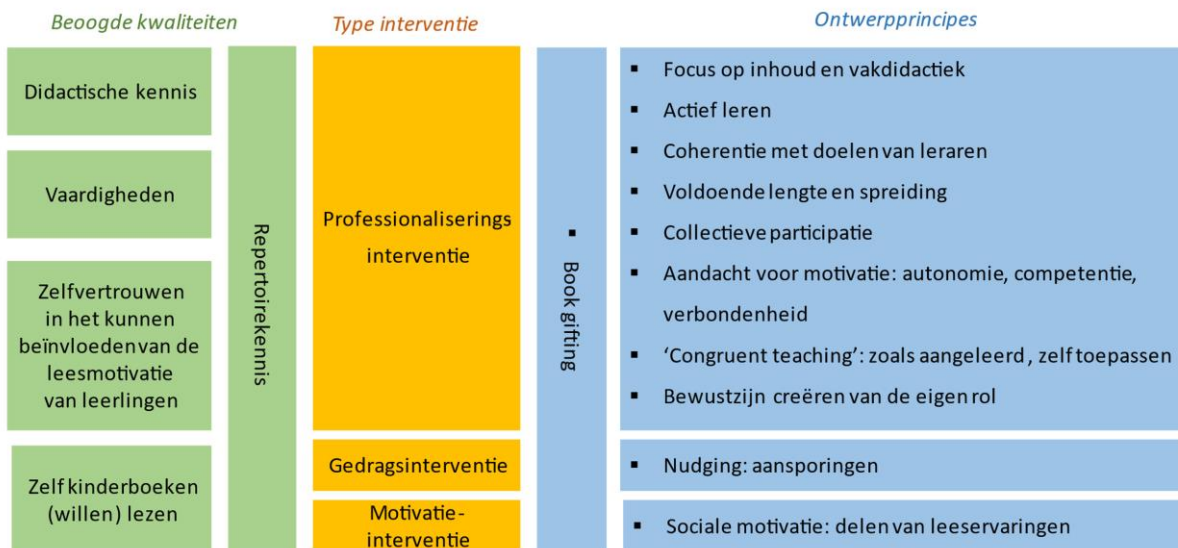 Beoogde kwaliteiten
Type interventie
Ontwerpprincipes
Didactische kennis
Vaardigheden
Zelfvertrouwen
in het kunnen
beïnvloeden van de
leesmotivatie
van leerlingen
Zelf kinderboeken
(willen) lezen
Repertoirekennis
Professionaliserings
interventie
Gedragsinterventie
Motivatie-
interventie
▪ Book gifting
▪ Focus op inhoud en vakdidactiek
▪ Actief leren
▪ Coherentie met doelen van leraren
▪ Voldoende lengte en spreiding
▪ Collectieve participatie
▪ Aandacht voor motivatie: autonomie, competentie,
verbondenheid
▪ ‘Congruent teaching’: zoals aangeleerd, zelf toepassen
▪ Bewustzijn creëren van de eigen rol
▪ Nudging: aansporingen
▪ Sociale motivatie: delen van leeservaringen